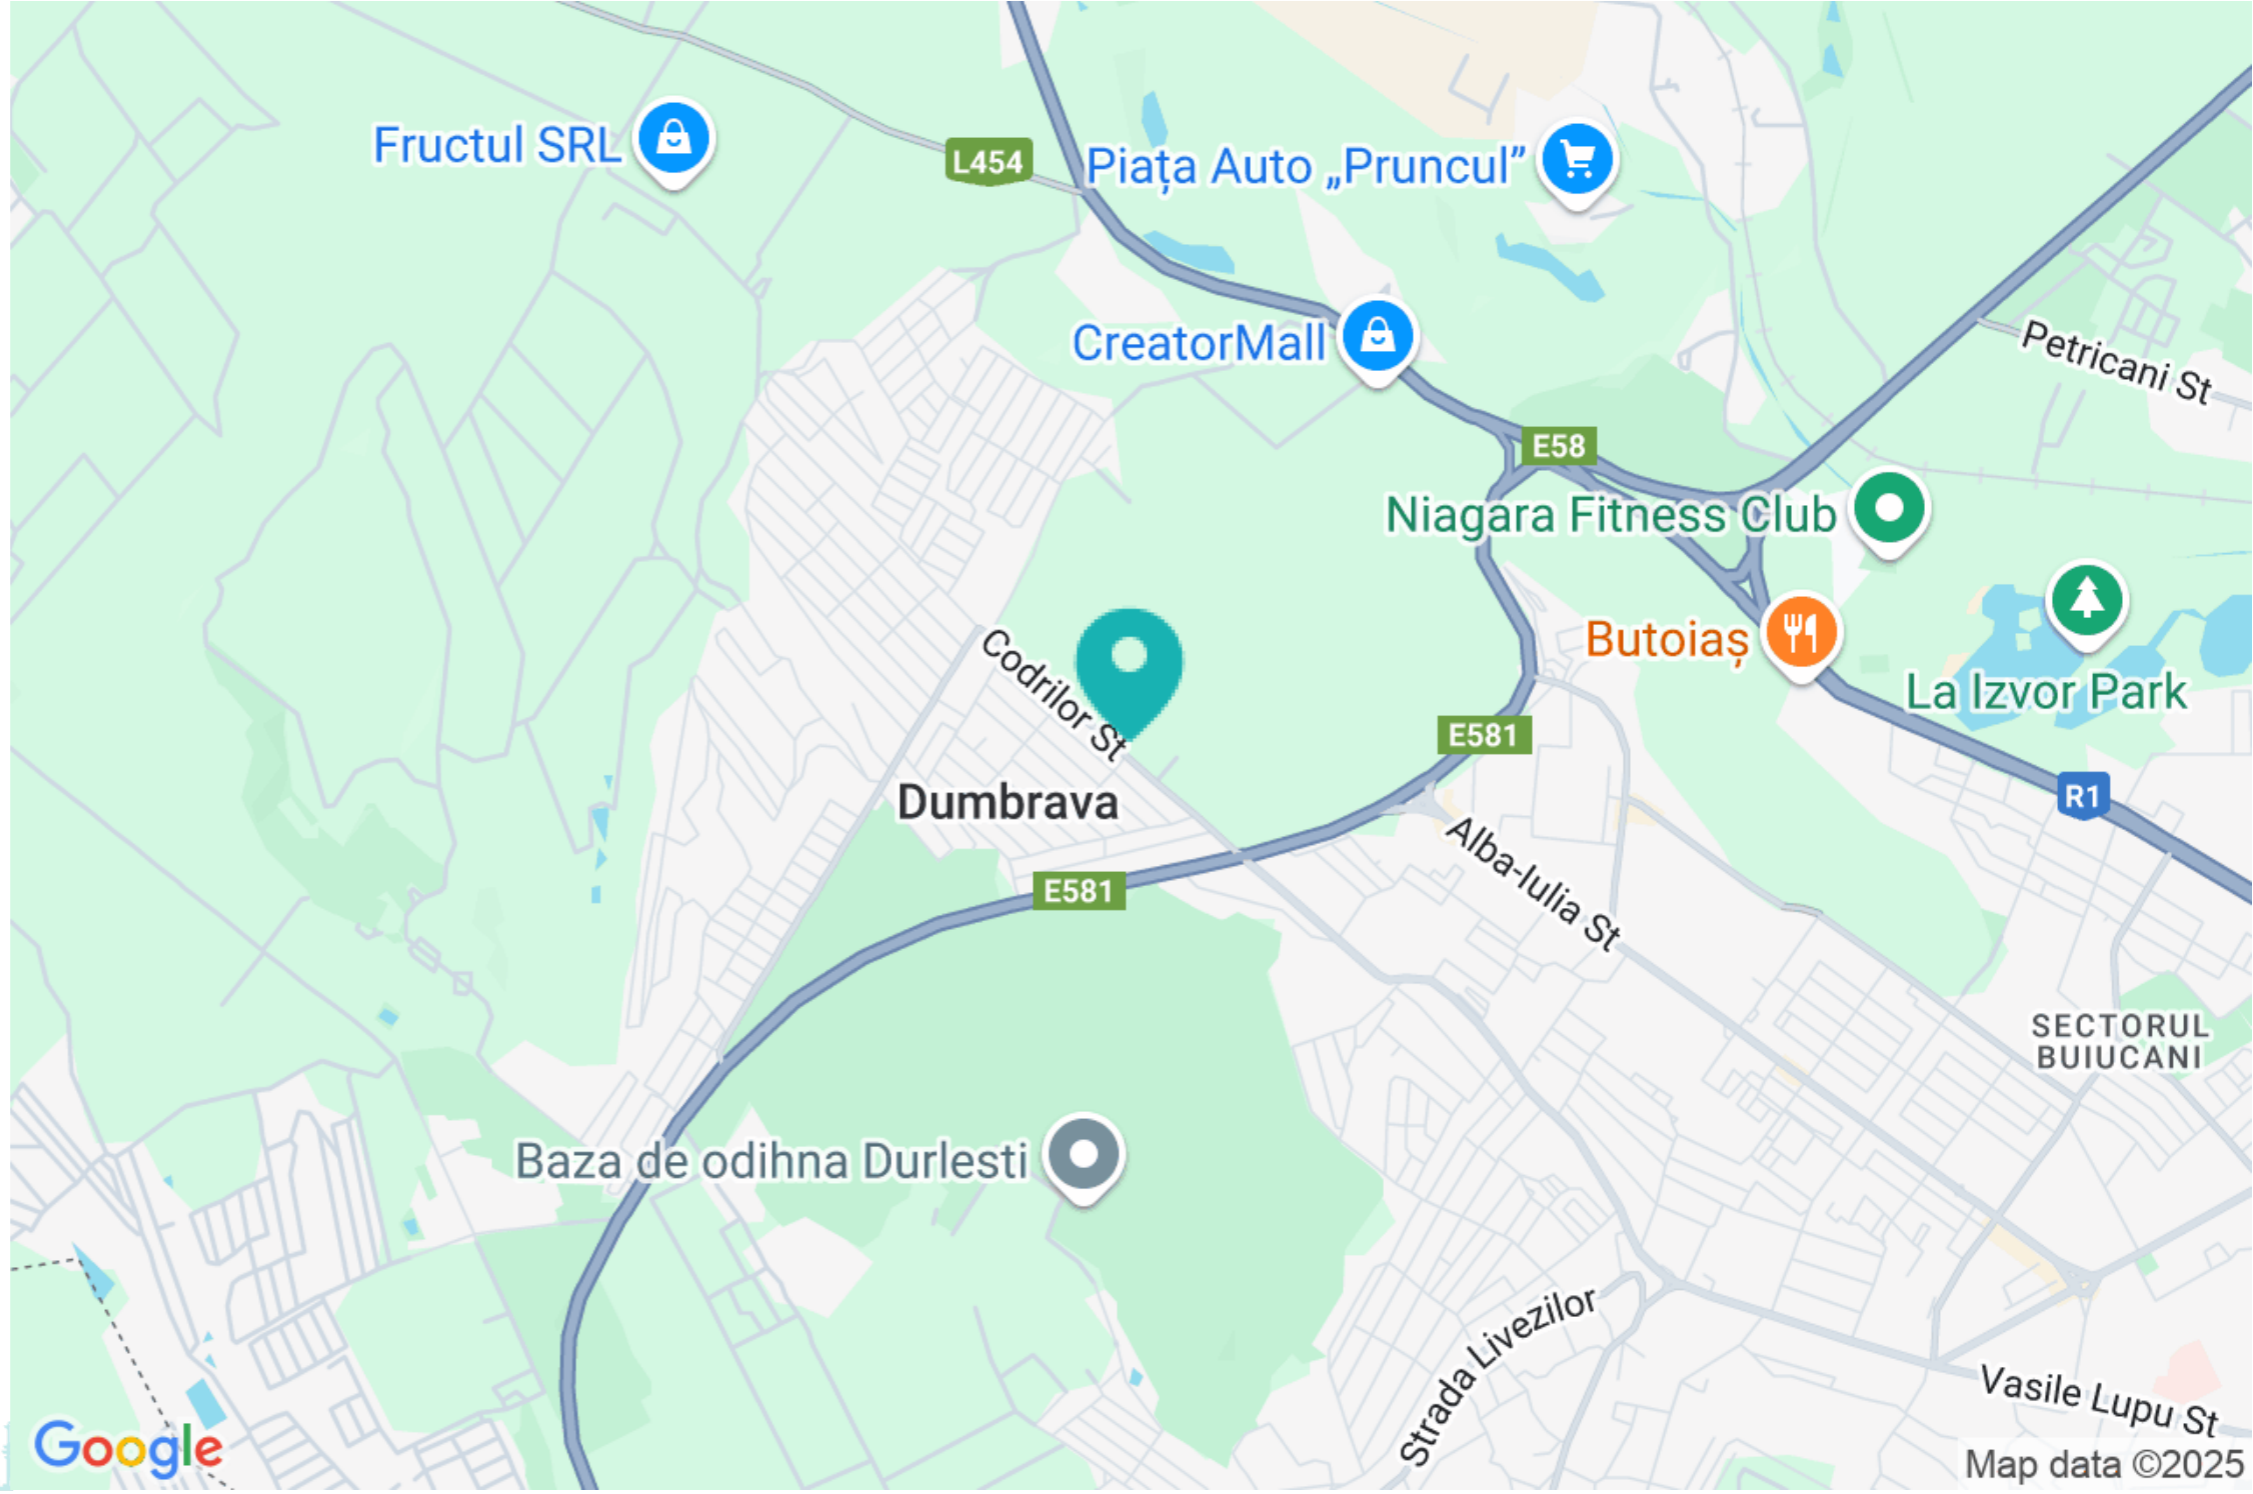 Fructul SRL
L454
Piața Auto „Pruncul”
CreatorMall
Petricani St
E58
Niagara Fitness Club
Butoiaș
La Izvor Park
Codrilor St
E581
R1
Dumbrava
Alba-Iulia St
E581
SECTORUL
BUIUCANI
Baza de odihna Durlesti
Strada Livezilor
Vasile Lupu St
Google
Map data ©2025